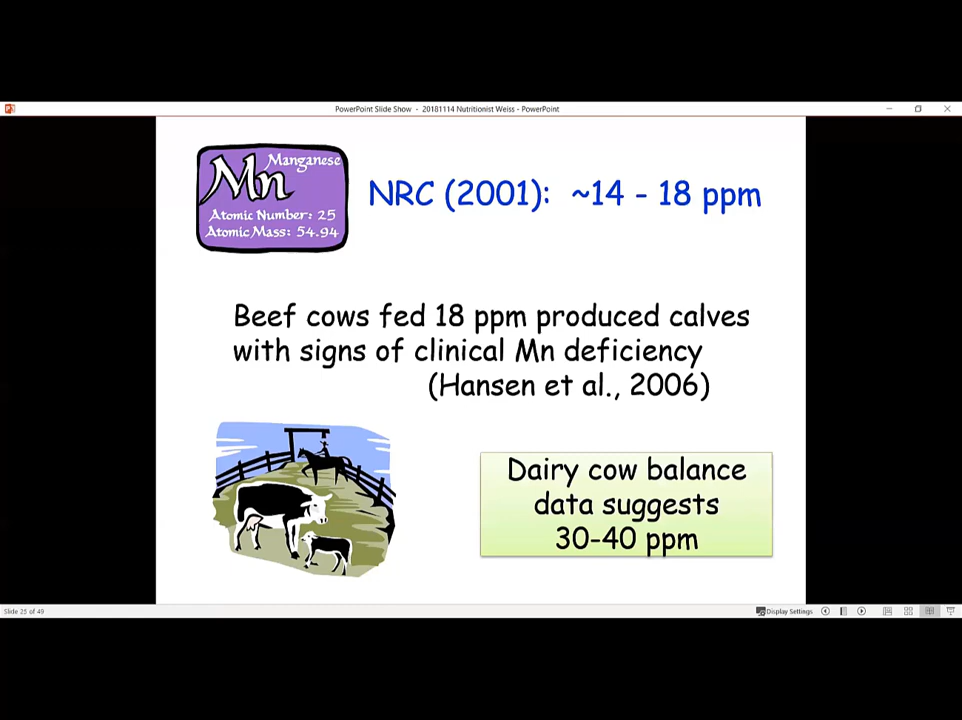 PowerPoint Slide Show - 20181114 Nutritionist Weiss - PowerPoint
Manganese
Mn
Atomic Number: 25
Atomic Mass: 54.94
NRC (2001): ~14 - 18 ppm
Beef cows fed 18 ppm produced calves
with signs of clinical Mn deficiency
(Hansen et al., 2006)
Dairy cow balance
data suggests
30-40 ppm
Slide 25 of 49
Display Settings